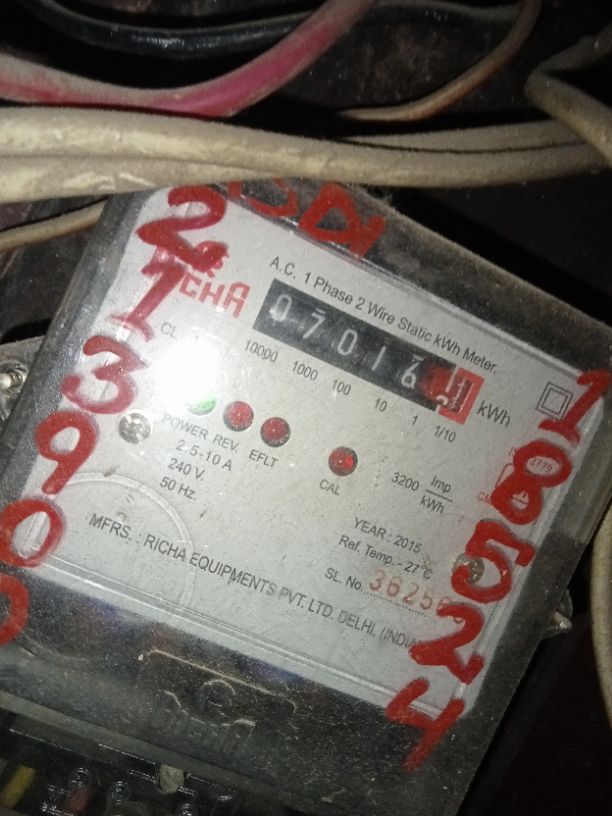 RICHA
A.C. 1 Phase 2 Wire Static kWh Meter.
07016
10000 1000 100 10 1 1/10
kWh
POWER REV. EFLT
CAL
2.5-10 A
240 V.
50 Hz.
3200 Imp/kWh
YEAR : 2015
Ref. Temp. - 27°C
SL. No.
MFRS. : RICHA EQUIPMENTS PVT. LTD. DELHI. (INDIA
2
1
3
9
0
1
8
5
2
4